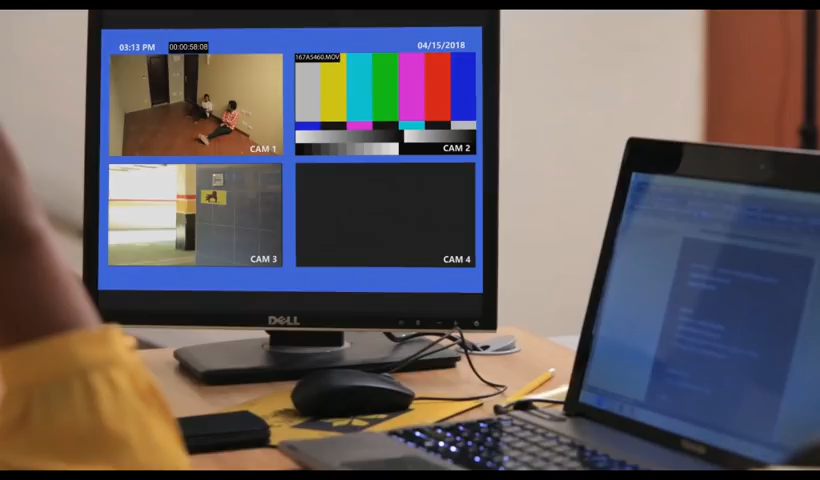 03:13 PM
00:00:58:08
04/15/2018
167A5460.MOV
CAM 1
CAM 2
CAM 3
CAM 4
DELL